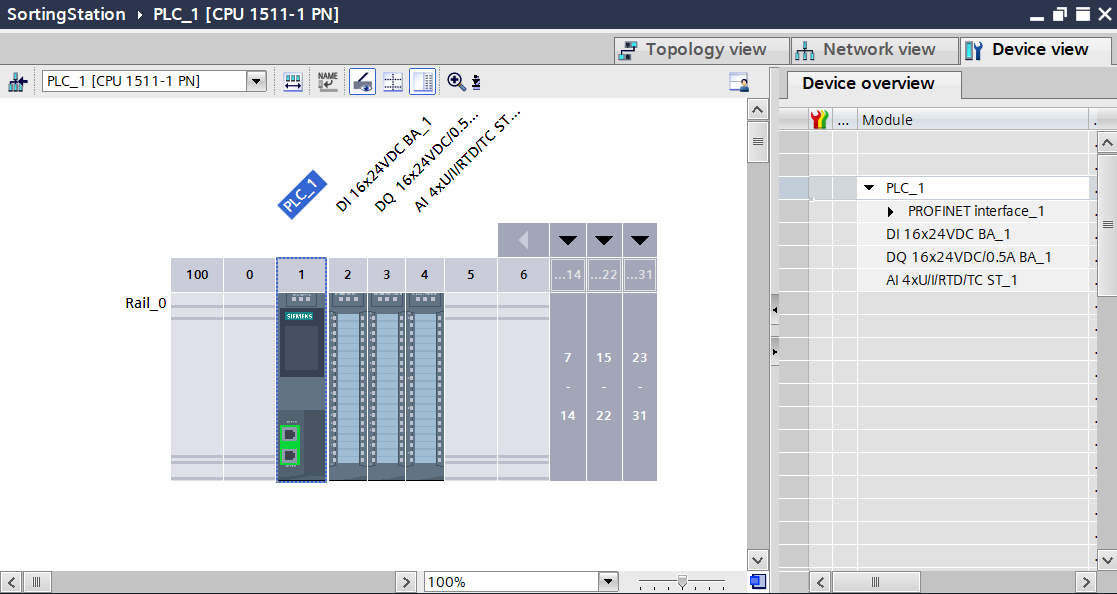 SortingStation › PLC_1 [CPU 1511-1 PN]
Topology view
Network view
Device view
PLC_1 [CPU 1511-1 PN]
NAME
Device overview
... Module .
PLC_1
DI 16x24VDC BA_1
DQ 16x24VDC/0.5...
AI 4xU/I/RTD/TC ST...
100 0 1 2 3 4 5 6 ...14 ...22 ...31
Rail_0
SIEMENS
7 15 23
- - -
14 22 31
PLC_1
PROFINET interface_1
DI 16x24VDC BA_1
DQ 16x24VDC/0.5A BA_1
AI 4xU/I/RTD/TC ST_1
100%